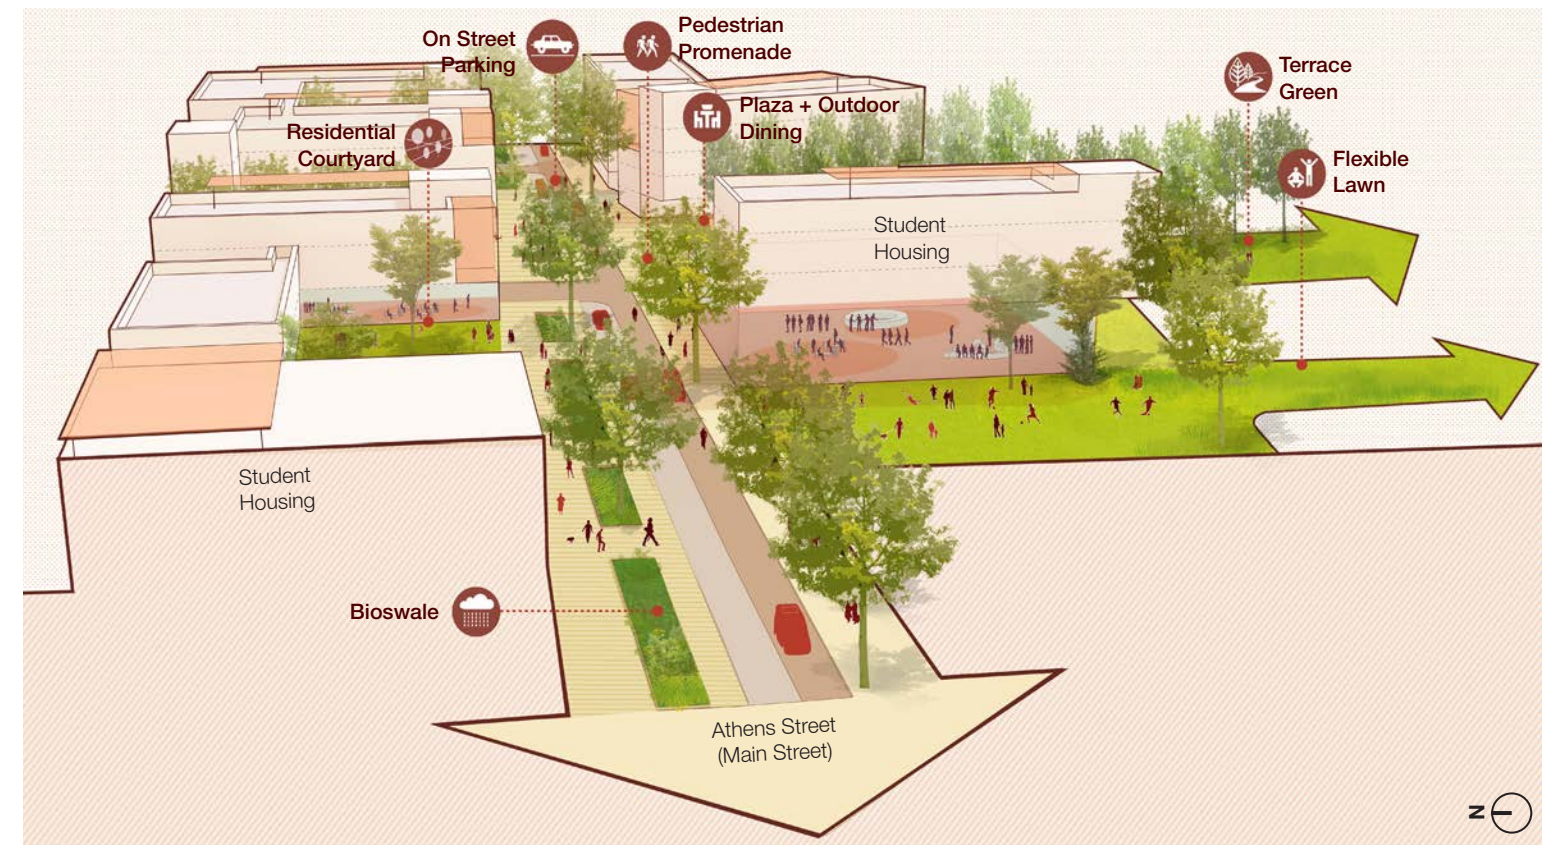 On Street
Parking
Pedestrian
Promenade
Plaza + Outdoor
Dining
Terrace
Green
Residential
Courtyard
Flexible
Lawn
Student
Housing
Student
Housing
Bioswale
Athens Street
(Main Street)
N